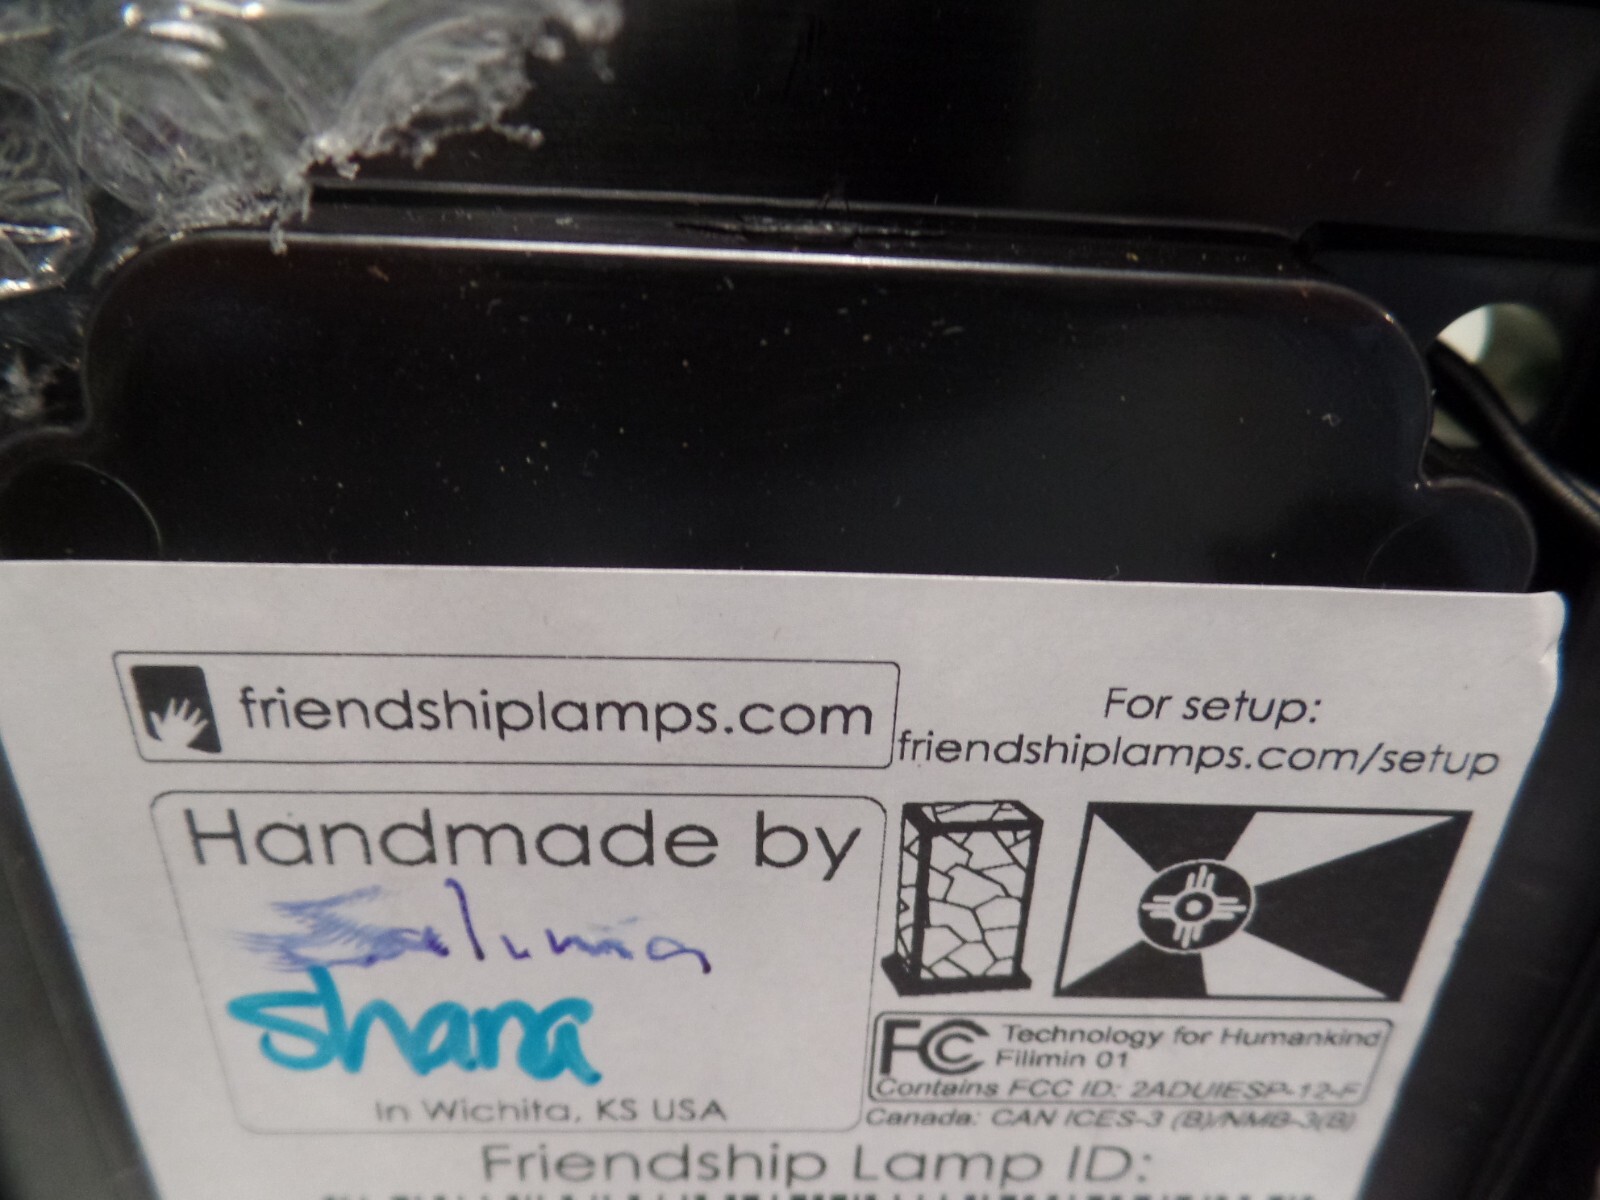 friendshiplamps.com
For setup:
friendshiplamps.com/setup
Handmade by
Shana
in Wichita, KS USA
FCC Technology for Humankind
Filimin 01
Contains FCC ID: 2ADUIESP-12-F
Canada: CAN ICES-3 (B)/NMB-3(B)
Friendship Lamp ID: